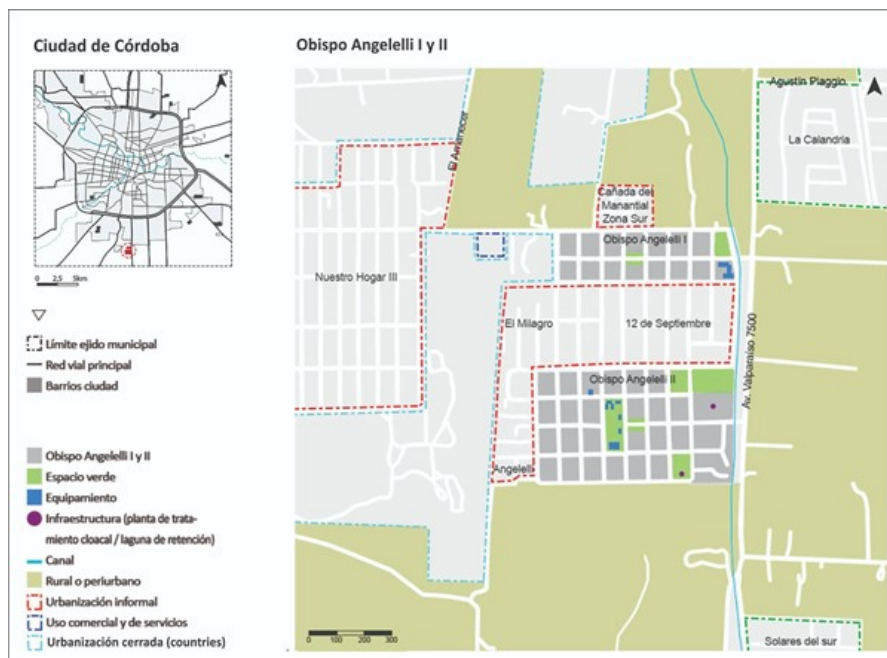 Ciudad de Córdoba
0 2,5 5km
Límite ejido municipal
Red vial principal
Barrios ciudad
Obispo Angelelli I y II
Espacio verde
Equipamiento
Infraestructura (planta de trata-
miento cloacal / laguna de retención)
Canal
Rural o periurbano
Urbanización informal
Uso comercial y de servicios
Urbanización cerrada (countries)
Obispo Angelelli I y II
Agustín Piaggio
La Calandria
El Amanecer
Cañada del
Manantial
Zona Sur
Obispo Angelelli I
Nuestro Hogar III
El Milagro
12 de Septiembre
Av. Valparaíso 7500
Obispo Angelelli II
Angelelli
Solares del sur
0 100 200 300